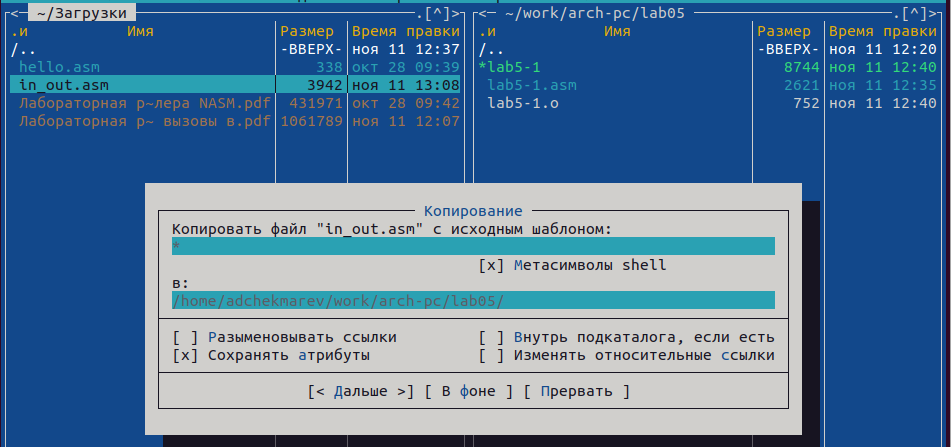 <─ ~/Загрузки ─.[^]>
.и Имя Размер Время правки
/.. -ВВЕРХ- ноя 11 12:37
hello.asm 338 окт 28 09:39
in_out.asm 3942 ноя 11 13:08
Лабораторная р~лера NASM.pdf 431971 окт 28 09:42
Лабораторная р~ вызовы в.pdf 1061789 ноя 11 12:07
<─ ~/work/arch-pc/lab05 ─.[^]>
.и Имя Размер Время правки
/.. -ВВЕРХ- ноя 11 12:20
*lab5-1 8744 ноя 11 12:40
lab5-1.asm 2621 ноя 11 12:35
lab5-1.o 752 ноя 11 12:40
Копирование
Копировать файл "in_out.asm" с исходным шаблоном:
*
[x] Метасимволы shell
в:
/home/adchekmarev/work/arch-pc/lab05/
[ ] Разыменовывать ссылки [ ] Внутрь подкаталога, если есть
[x] Сохранять атрибуты [ ] Изменять относительные ссылки
[< Дальше >] [ В фоне ] [ Прервать ]